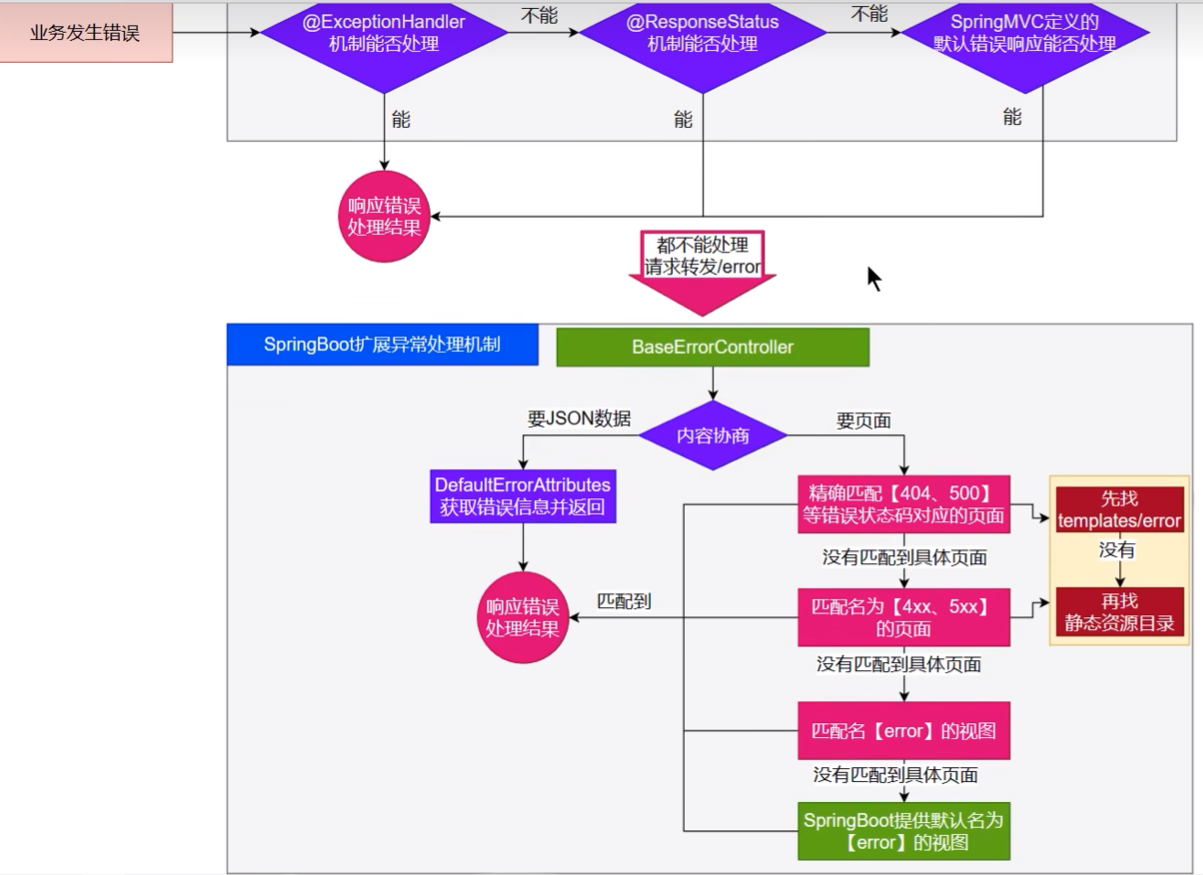 业务发生错误
@ExceptionHandler
机制能否处理
不能
@ResponseStatus
机制能否处理
不能
SpringMVC定义的
默认错误响应能否处理
能
能
能
响应错误
处理结果
都不能处理
请求转发/error
SpringBoot扩展异常处理机制
BaseErrorController
要JSON数据
内容协商
要页面
DefaultErrorAttributes
获取错误信息并返回
精确匹配【404、500】
等错误状态码对应的页面
先找
templates/error
没有
再找
静态资源目录
没有匹配到具体页面
响应错误
处理结果
匹配到
匹配名为【4xx、5xx】
的页面
没有匹配到具体页面
匹配名【error】的视图
没有匹配到具体页面
SpringBoot提供默认名为
【error】的视图